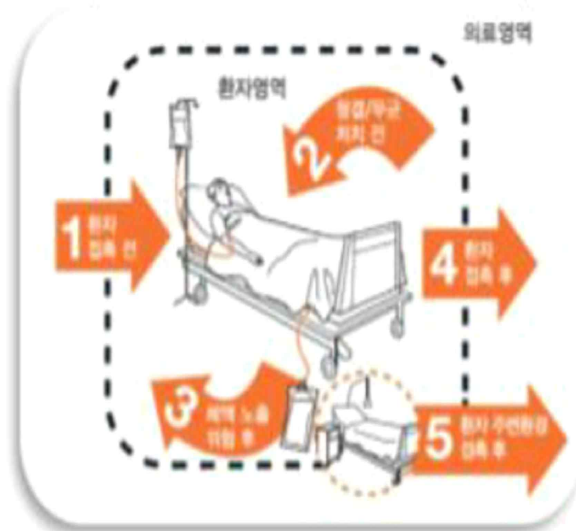 의료영역
환자영역
1 환자
접촉 전
2 청결/무균
처치 전
3 체액 노출
위험 후
4 환자
접촉 후
5 환자 주변환경
접촉 후